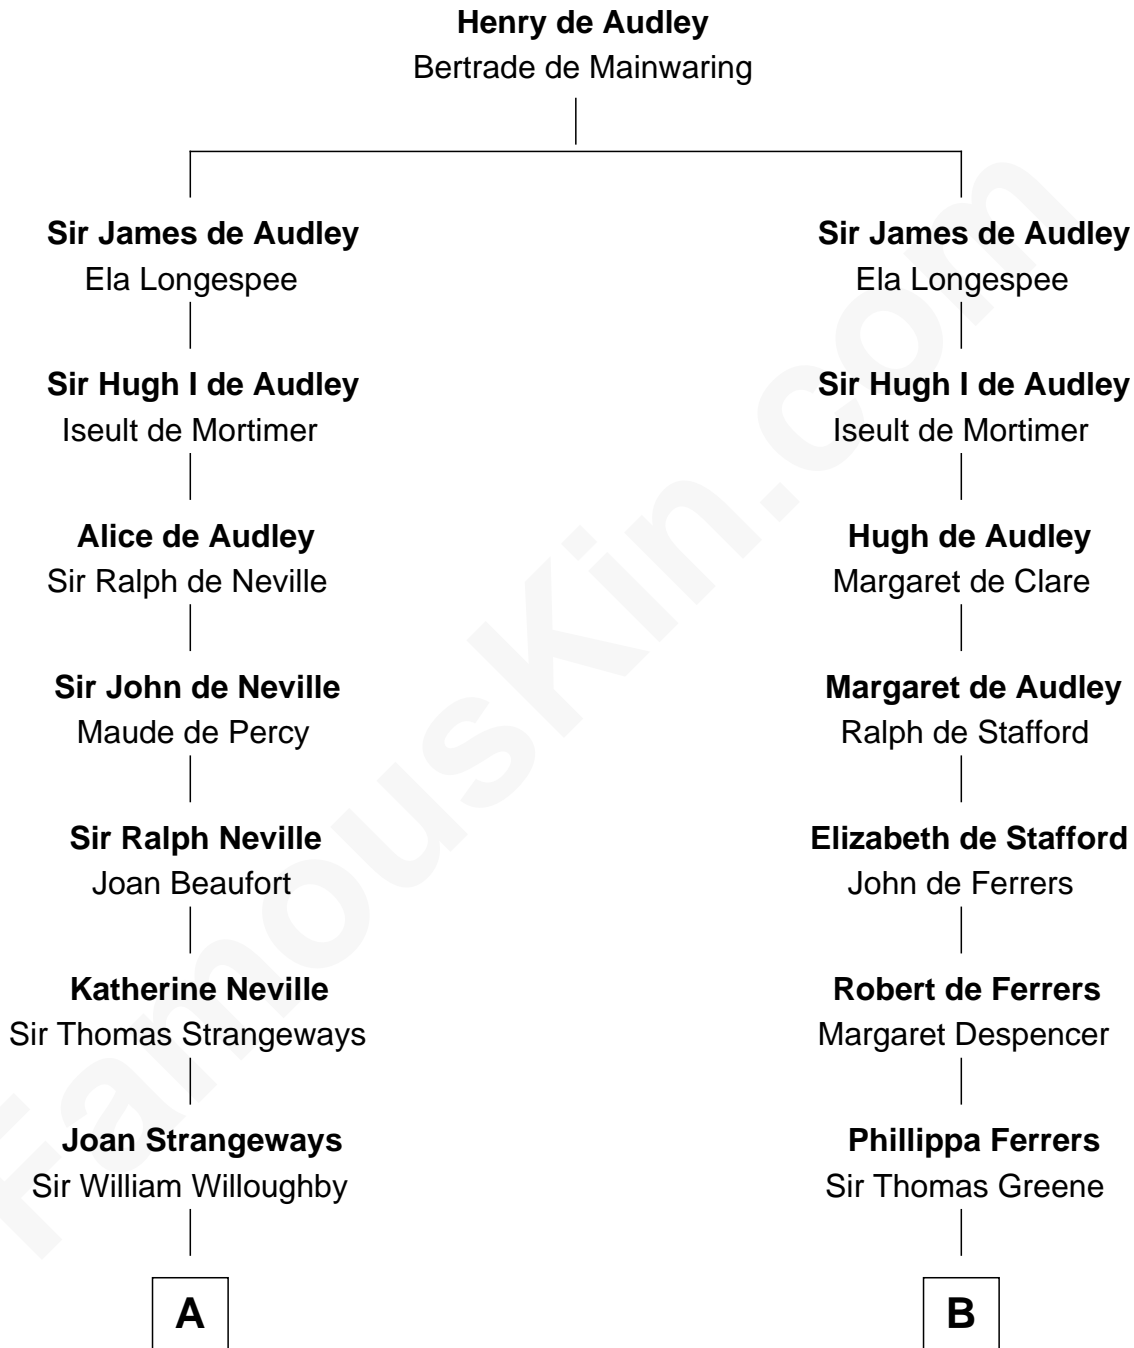 Henry de Audley
Bertrade de Mainwaring
Sir James de Audley
Ela Longespee
Sir Hugh I de Audley
Iseult de Mortimer
Alice de Audley
Sir Ralph de Neville
Sir John de Neville
Maude de Percy
Sir Ralph Neville
Joan Beaufort
Katherine Neville
Sir Thomas Strangeways
Joan Strangeways
Sir William Willoughby
A
Sir James de Audley
Ela Longespee
Sir Hugh I de Audley
Iseult de Mortimer
Hugh de Audley
Margaret de Clare
Margaret de Audley
Ralph de Stafford
Elizabeth de Stafford
John de Ferrers
Robert de Ferrers
Margaret Despencer
Phillippa Ferrers
Sir Thomas Greene
B
FamousKin.com